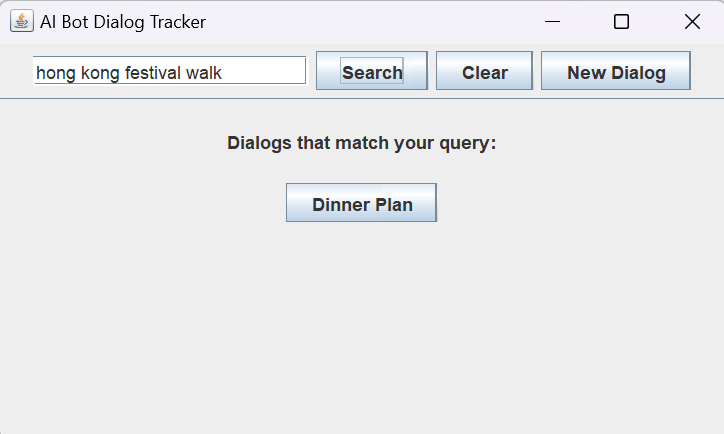 AI Bot Dialog Tracker
hong kong festival walk Search Clear New Dialog
Dialogs that match your query:
Dinner Plan